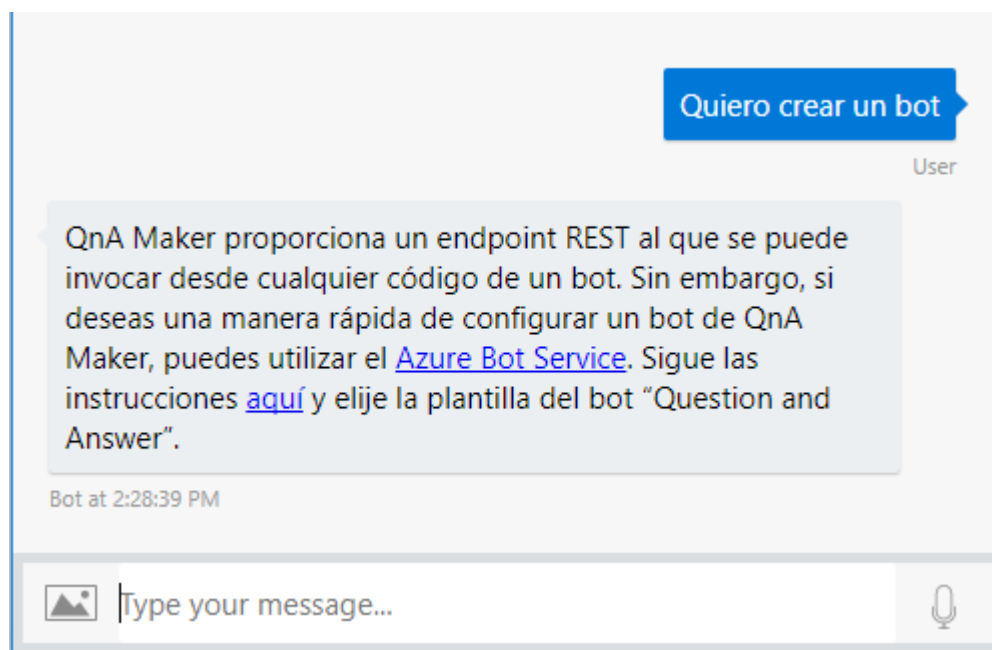 Quiero crear un bot
User
QnA Maker proporciona un endpoint REST al que se puede
invocar desde cualquier código de un bot. Sin embargo, si
deseas una manera rápida de configurar un bot de QnA
Maker, puedes utilizar el Azure Bot Service. Sigue las
instrucciones aquí y elije la plantilla del bot “Question and
Answer”.
Bot at 2:28:39 PM
Type your message...